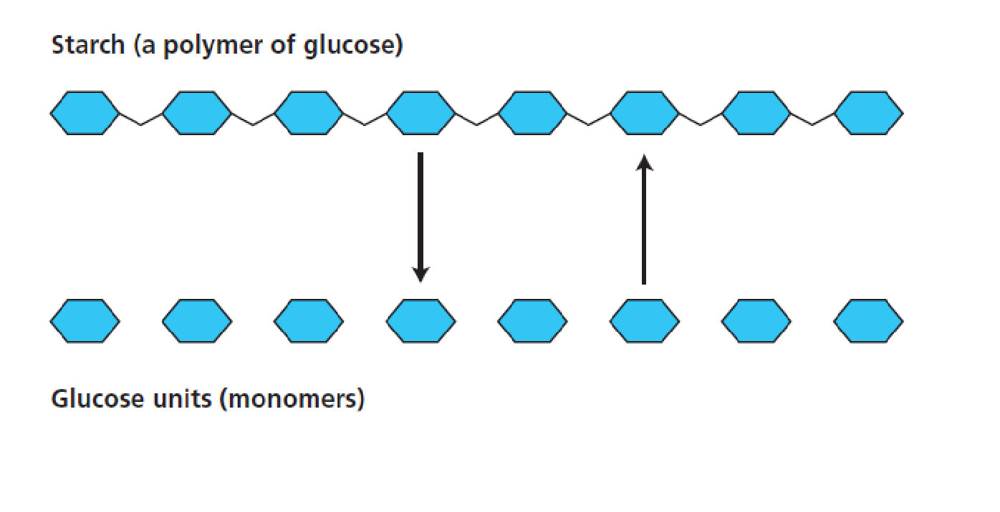 Starch (a polymer of glucose)
Glucose units (monomers)